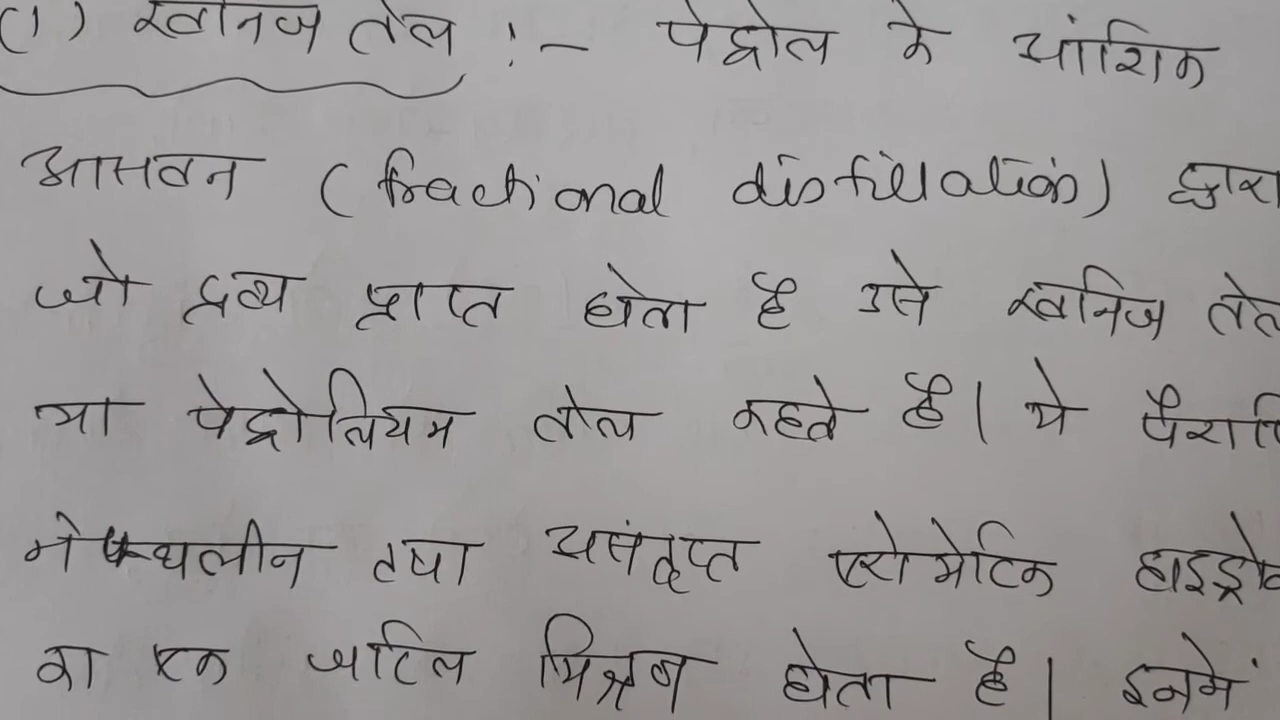 (1) खनिज तेल :- पेट्रोल के आंशिक
आसवन (fractional distillation) द्वारा
जो द्रव्य प्राप्त होता है उसे खनिज तेल
या पेट्रोलियम तेल कहते है। ये पैराफि
नेफ्थलीन तथा असंतृप्त एरोमेटिक हाइड्रो
का एक जटिल मिश्रण होता है। इनमें